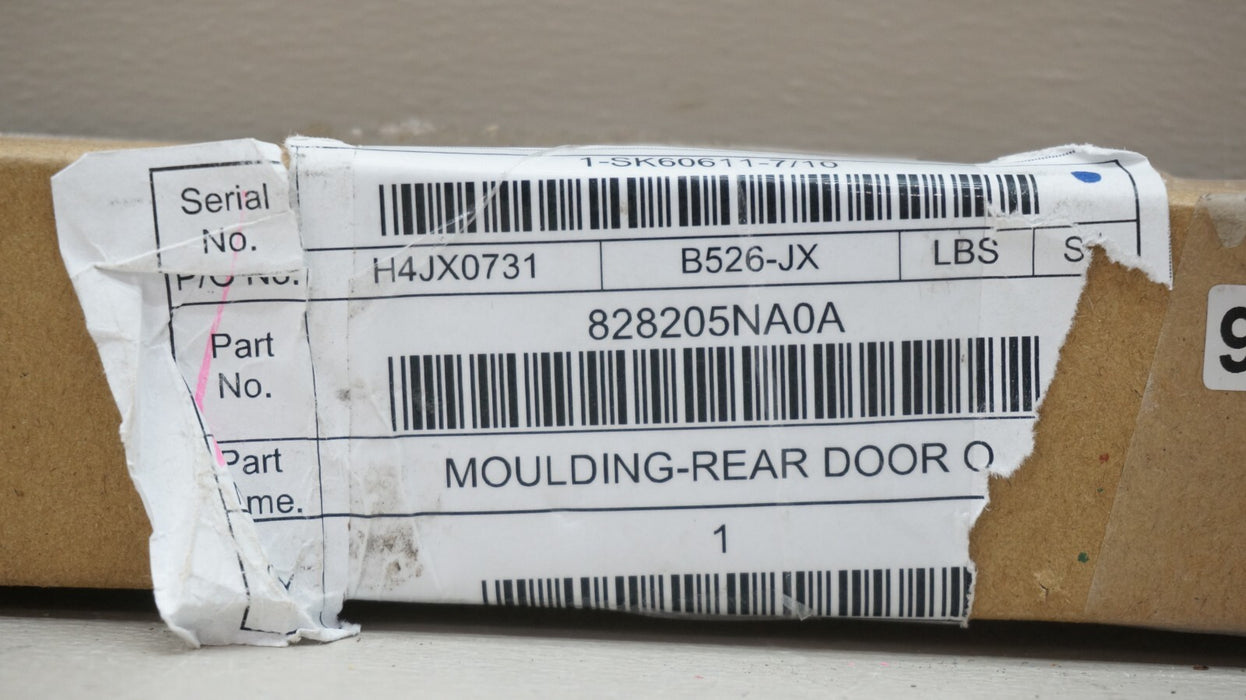 1-SK60611-7/10
Serial
No.
P/O No. H4JX0731 B526-JX LBS S
828205NA0A
Part
No.
Part
me.
MOULDING-REAR DOOR O
1
9